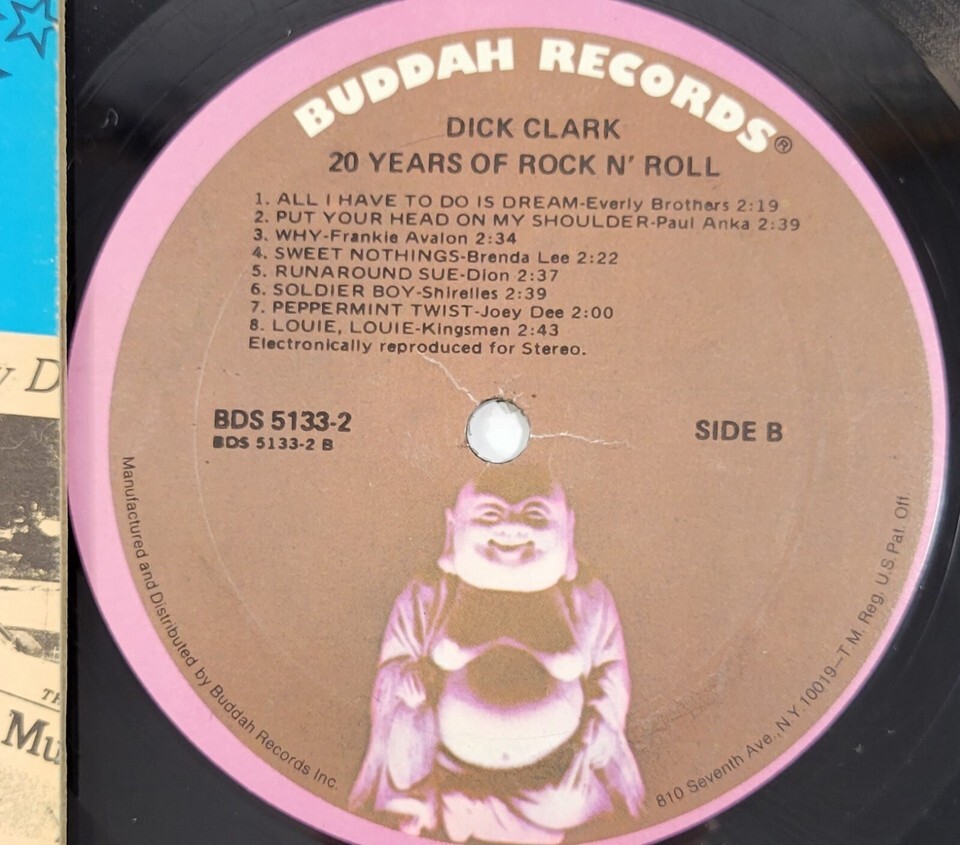 BUDDAH RECORDS®
DICK CLARK
20 YEARS OF ROCK N' ROLL
1. ALL I HAVE TO DO IS DREAM-Everly Brothers 2:19
2. PUT YOUR HEAD ON MY SHOULDER-Paul Anka 2:39
3. WHY-Frankie Avalon 2:34
4. SWEET NOTHINGS-Brenda Lee 2:22
5. RUNAROUND SUE-Dion 2:37
6. SOLDIER BOY-Shirelles 2:39
7. PEPPERMINT TWIST-Joey Dee 2:00
8. LOUIE, LOUIE-Kingsmen 2:43
Electronically reproduced for Stereo.
BDS 5133-2
BDS 5133-2 B
SIDE B
Manufactured and Distributed by Buddah Records Inc.
810 Seventh Ave., N.Y. 10019—T.M. Reg. U.S. Pat. Off.
y D
TH
Mu